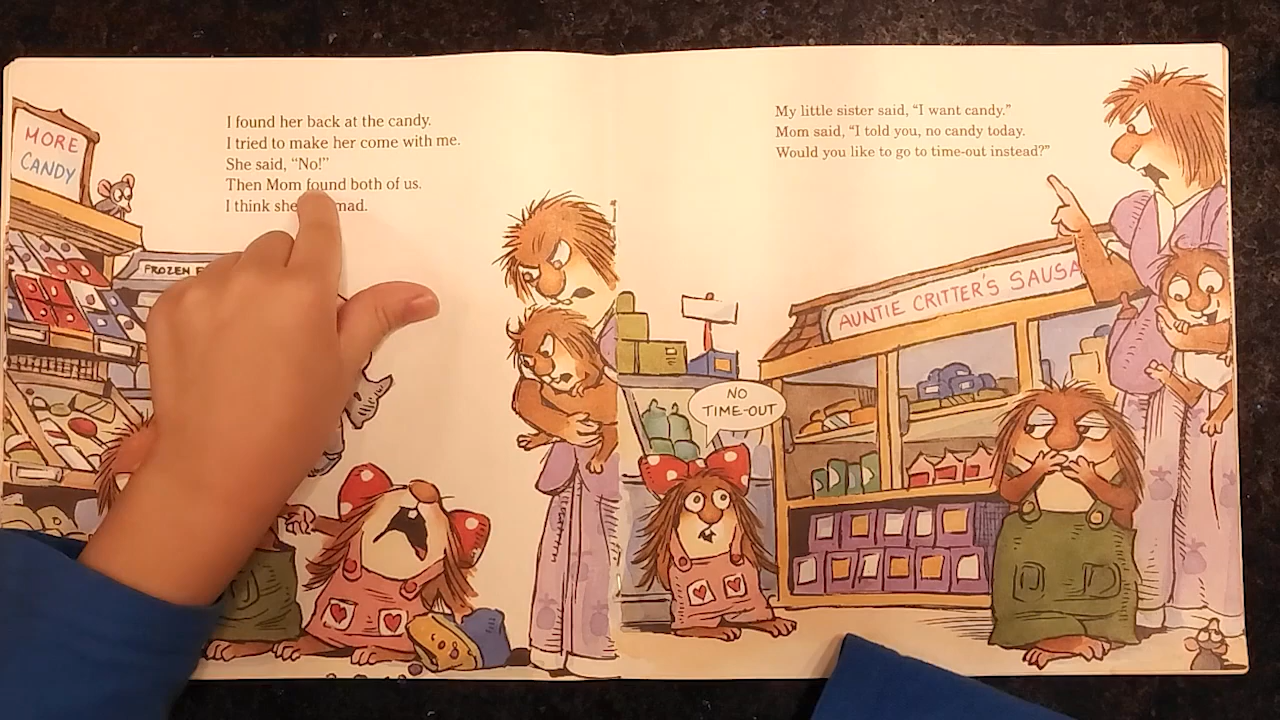 I found her back at the candy.
I tried to make her come with me.
She said, “No!”
Then Mom found both of us.
I think she mad.
MORE
CANDY
FROZEN
My little sister said, “I want candy.”
Mom said, “I told you, no candy today.
Would you like to go to time-out instead?”
AUNTIE CRITTER'S
NO
TIME-OUT